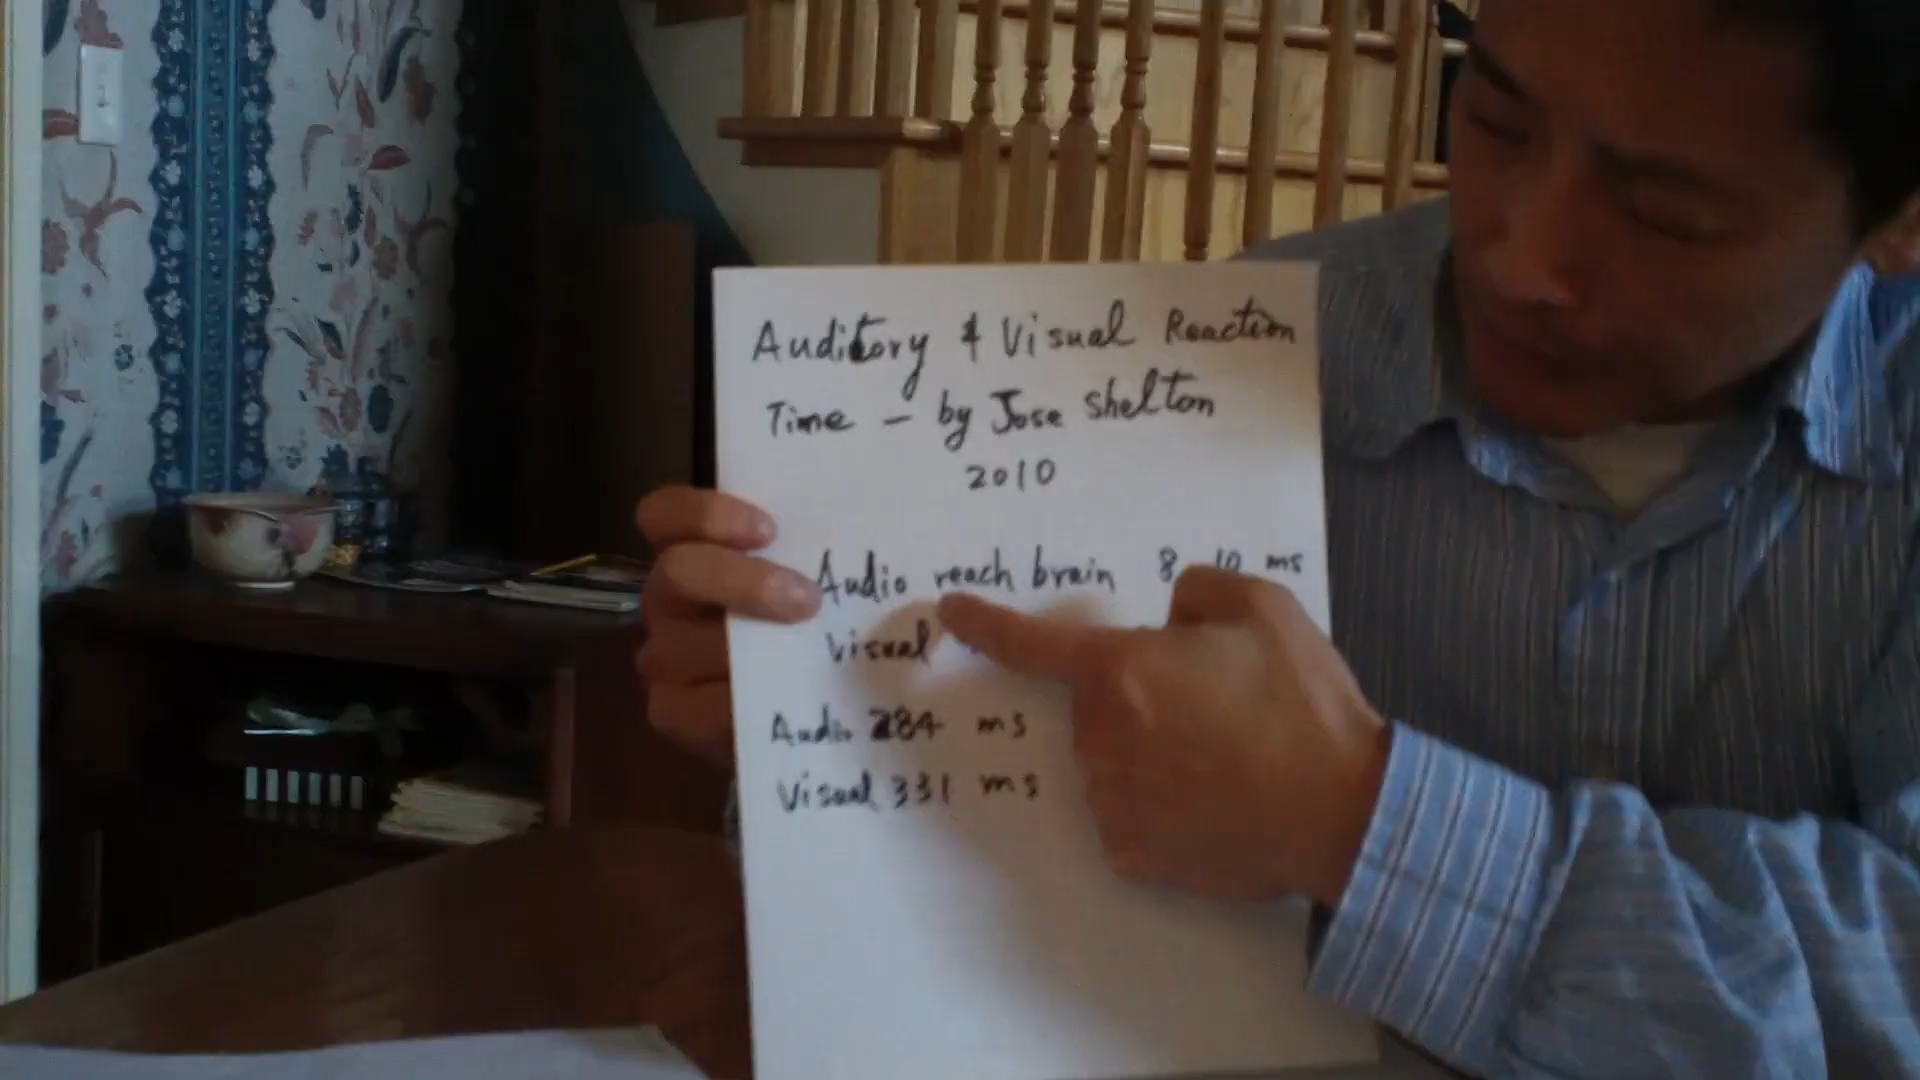 Auditory & Visual Reaction
Time - by Jose Shelton
2010
Audio reach brain 8 10 ms
Visual
Audio 284 ms
Visual 331 ms